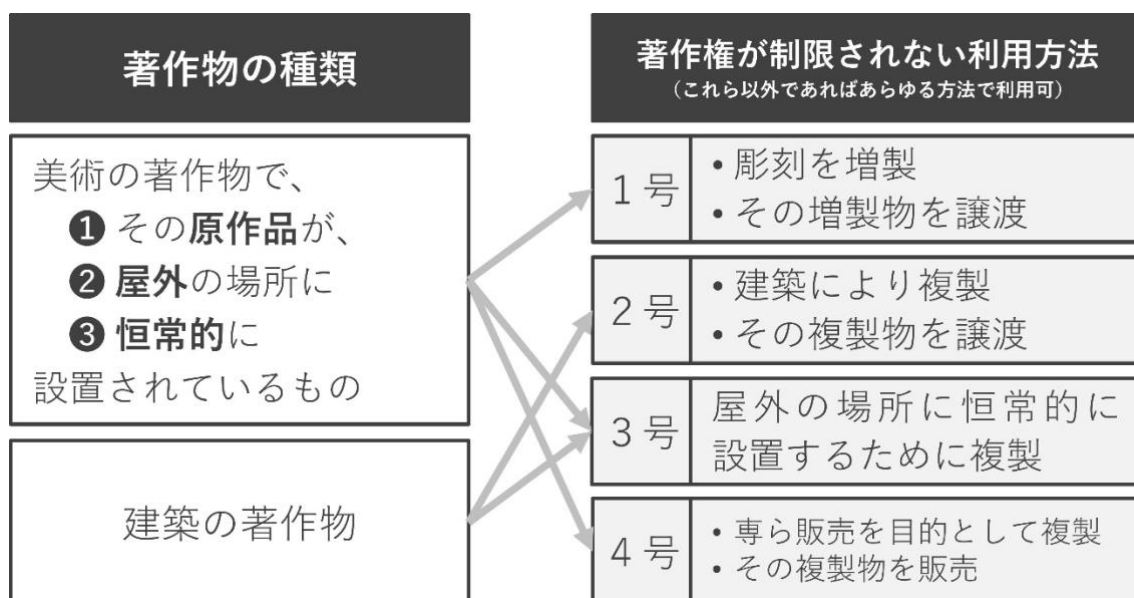 著作物の種類
美術の著作物で、
❶ その原作品が、
❷ 屋外の場所に
❸ 恒常的に
設置されているもの
建築の著作物
著作権が制限されない利用方法
（これら以外であればあらゆる方法で利用可）
1号
• 彫刻を増製
• その増製物を譲渡
2号
• 建築により複製
• その複製物を譲渡
3号
屋外の場所に恒常的に
設置するために複製
4号
• 専ら販売を目的として複製
• その複製物を販売